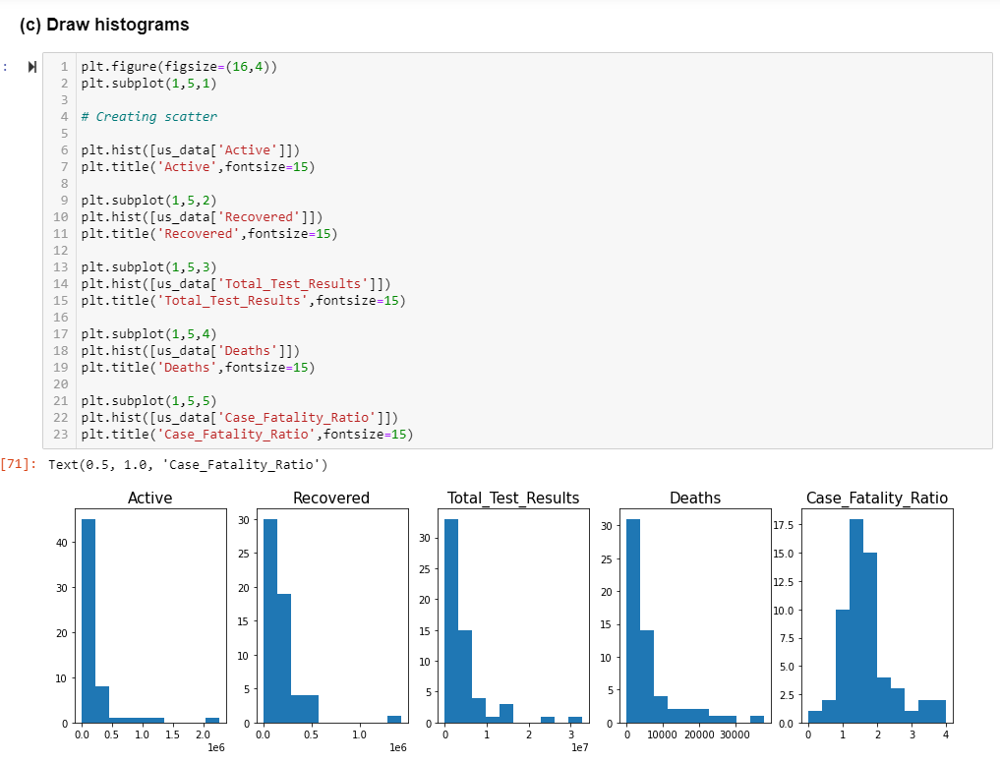 (c) Draw histograms
:
1 plt.figure(figsize=(16,4))
2 plt.subplot(1,5,1)
3
4 # Creating scatter
5
6 plt.hist([us_data['Active']])
7 plt.title('Active',fontsize=15)
8
9 plt.subplot(1,5,2)
10 plt.hist([us_data['Recovered']])
11 plt.title('Recovered',fontsize=15)
12
13 plt.subplot(1,5,3)
14 plt.hist([us_data['Total_Test_Results']])
15 plt.title('Total_Test_Results',fontsize=15)
16
17 plt.subplot(1,5,4)
18 plt.hist([us_data['Deaths']])
19 plt.title('Deaths',fontsize=15)
20
21 plt.subplot(1,5,5)
22 plt.hist([us_data['Case_Fatality_Ratio']])
23 plt.title('Case_Fatality_Ratio',fontsize=15)
[71]: Text(0.5, 1.0, 'Case_Fatality_Ratio')
Active
40
30
20
10
0
0.0 0.5 1.0 1.5 2.0
1e6
Recovered
30
25
20
15
10
5
0
0.0 0.5 1.0
1e6
Total_Test_Results
30
25
20
15
10
5
0
0 1 2 3
1e7
Deaths
30
25
20
15
10
5
0
0 10000 20000 30000
Case_Fatality_Ratio
17.5
15.0
12.5
10.0
7.5
5.0
2.5
0.0
0 1 2 3 4